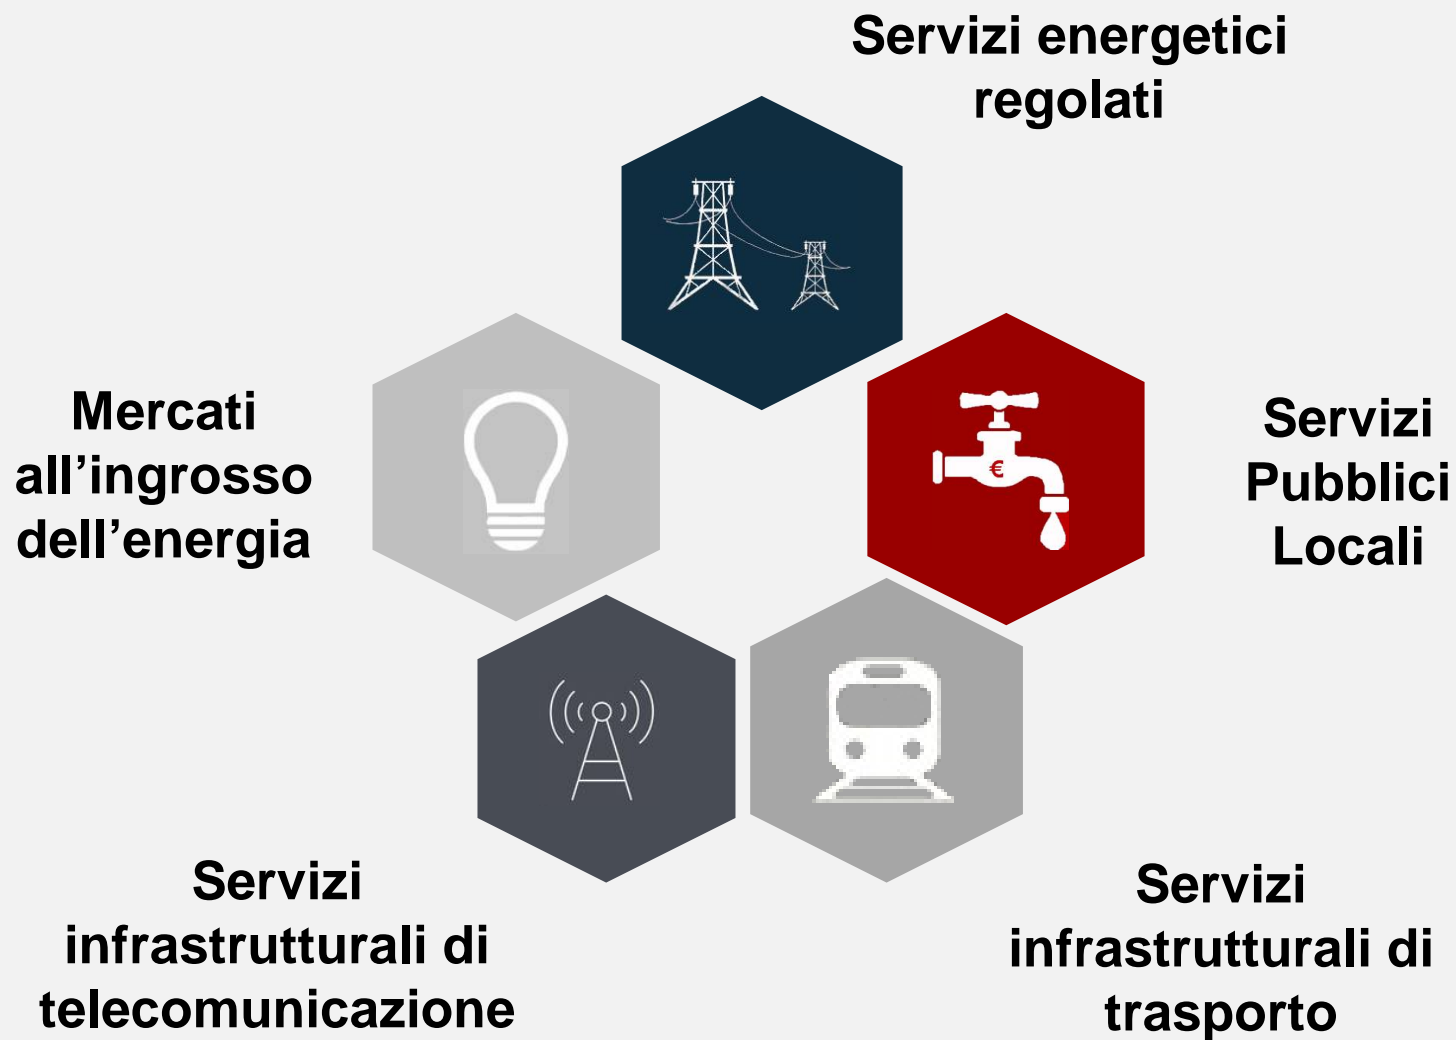 Servizi energetici
regolati
Mercati
all’ingrosso
dell’energia
€
Servizi
Pubblici
Locali
Servizi
infrastrutturali di
telecomunicazione
Servizi
infrastrutturali di
trasporto